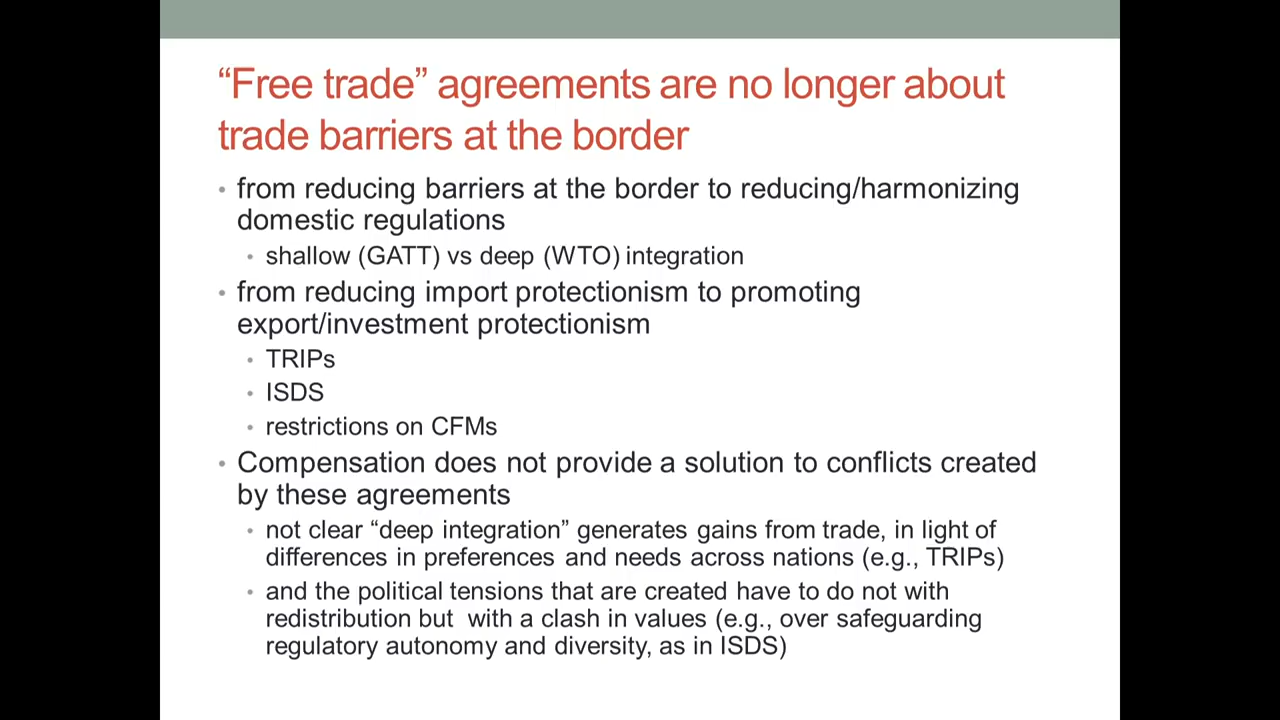 “Free trade” agreements are no longer about
trade barriers at the border
• from reducing barriers at the border to reducing/harmonizing
domestic regulations
• shallow (GATT) vs deep (WTO) integration
• from reducing import protectionism to promoting
export/investment protectionism
• TRIPs
• ISDS
• restrictions on CFMs
• Compensation does not provide a solution to conflicts created
by these agreements
• not clear “deep integration” generates gains from trade, in light of
differences in preferences and needs across nations (e.g., TRIPs)
• and the political tensions that are created have to do not with
redistribution but  with a clash in values (e.g., over safeguarding
regulatory autonomy and diversity, as in ISDS)